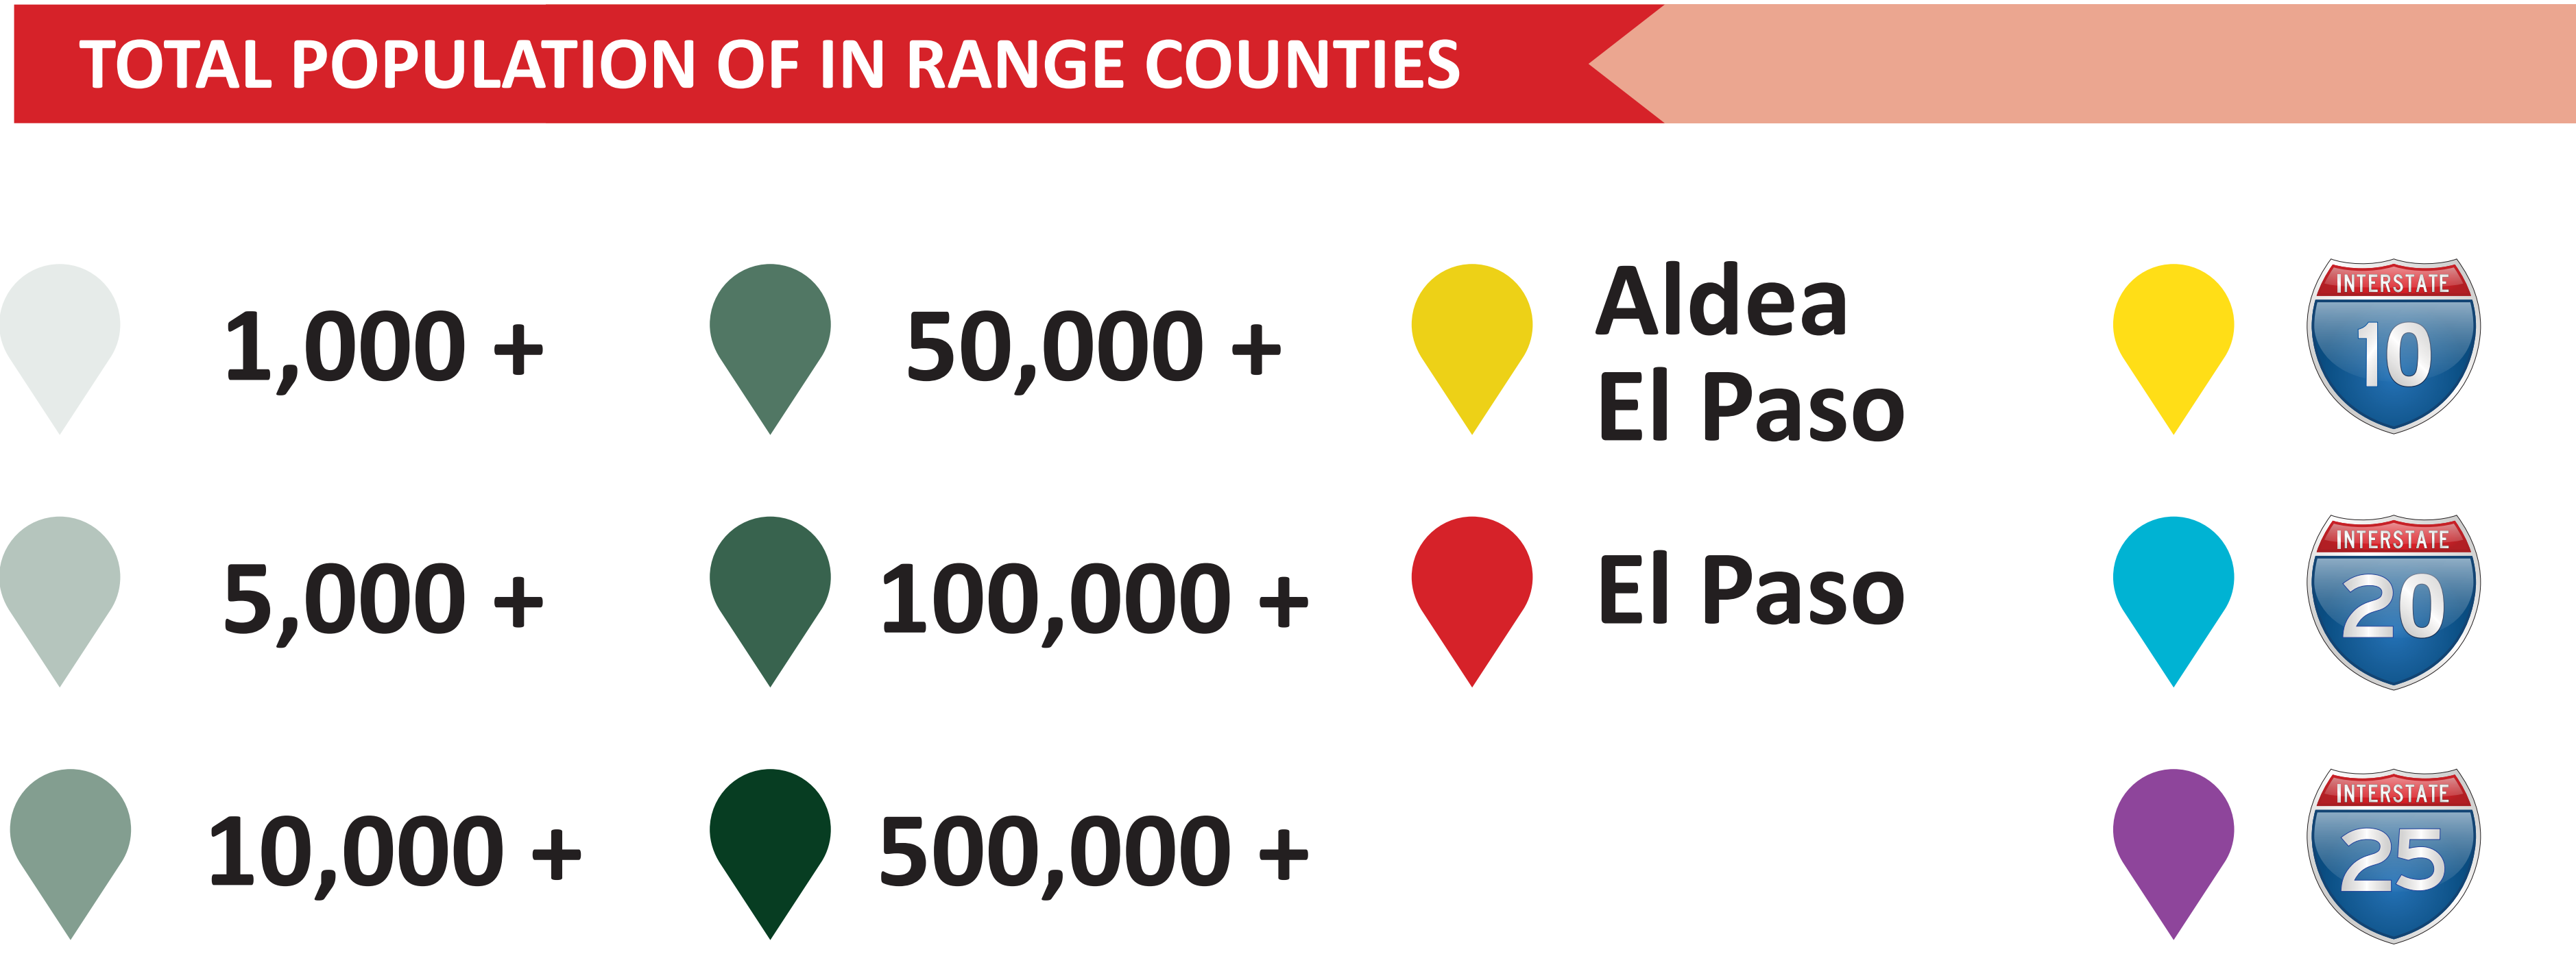 TOTAL POPULATION OF IN RANGE COUNTIES
1,000 +
50,000 +
Aldea
El Paso
INTERSTATE
10
5,000 +
100,000 +
El Paso
INTERSTATE
20
10,000 +
500,000 +
INTERSTATE
25